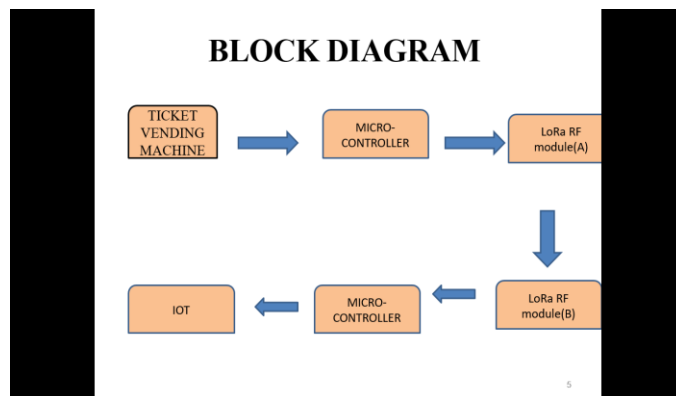 BLOCK DIAGRAM
TICKET
VENDING
MACHINE
MICRO-
CONTROLLER
LoRa RF
module(A)
IOT
MICRO-
CONTROLLER
LoRa RF
module(B)
5